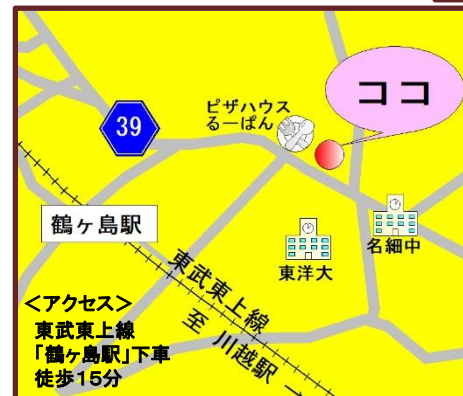 ココ
ピザハウス
るーぱん
39
鶴ヶ島駅
名細中
東洋大
東武東上線
至 川越駅→
<アクセス>
東武東上線
「鶴ヶ島駅」下車
徒歩15分